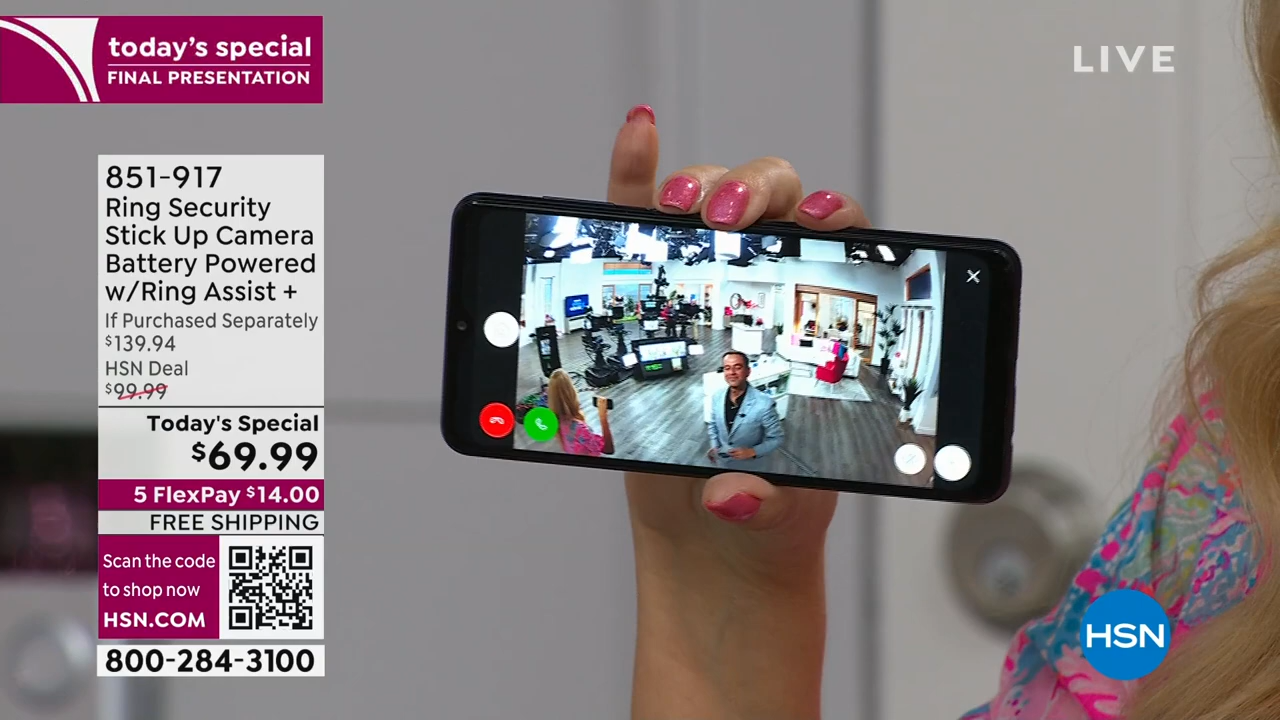 today's special
FINAL PRESENTATION
LIVE
851-917
Ring Security
Stick Up Camera
Battery Powered
w/Ring Assist +
If Purchased Separately
$139.94
HSN Deal
$99.99
Today's Special
$69.99
5 FlexPay $14.00
FREE SHIPPING
Scan the code
to shop now
HSN.COM
800-284-3100
HSN